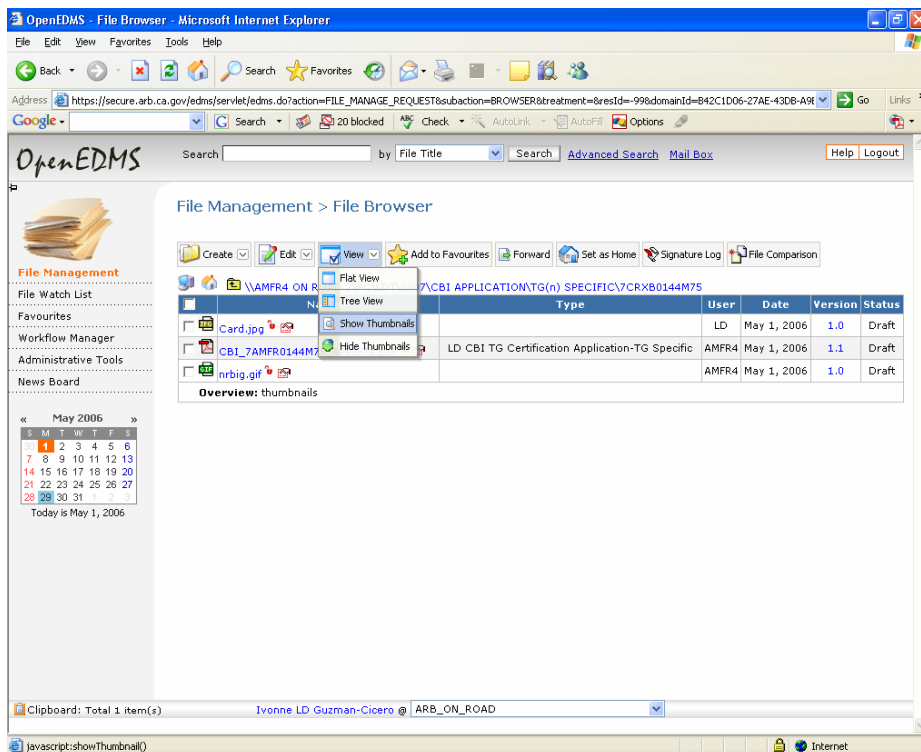 OpenEDMS - File Browser - Microsoft Internet Explorer
File Edit View Favorites Tools Help
Back Search Favorites
Address https://secure.arb.ca.gov/edms/servlet/edms.do?action=FILE_MANAGE_REQUEST&subaction=BROWSER&treatment=&resId=-99&domainId=B42C1D06-27AE-43DB-A9 Go Links
Google Search 20 blocked Check AutoLink AutoFill Options
OpenEDMS Search by File Title Search Advanced Search Mail Box Help Logout
File Management > File Browser
Create Edit View Add to Favourites Forward Set as Home Signature Log File Comparison
File Management
File Watch List
Favourites
Workflow Manager
Administrative Tools
News Board
Flat View
Tree View
Show Thumbnails
Hide Thumbnails
\\AMFR4 ON R 7\CBI APPLICATION\TG(n) SPECIFIC\7CRXB0144M75
Type User Date Version Status
Card.jpg LD May 1, 2006 1.0 Draft
CBI_7AMFR0144M7 LD CBI TG Certification Application-TG Specific AMFR4 May 1, 2006 1.1 Draft
nrbig.gif AMFR4 May 1, 2006 1.0 Draft
Overview: thumbnails
« May 2006 »
S M T W T F S
30 1 2 3 4 5 6
7 8 9 10 11 12 13
14 15 16 17 18 19 20
21 22 23 24 25 26 27
28 29 30 31 1 2 3
Today is May 1, 2006
Clipboard: Total 1 item(s) Ivonne LD Guzman-Cicero @ ARB_ON_ROAD
javascript:showThumbnail() Internet